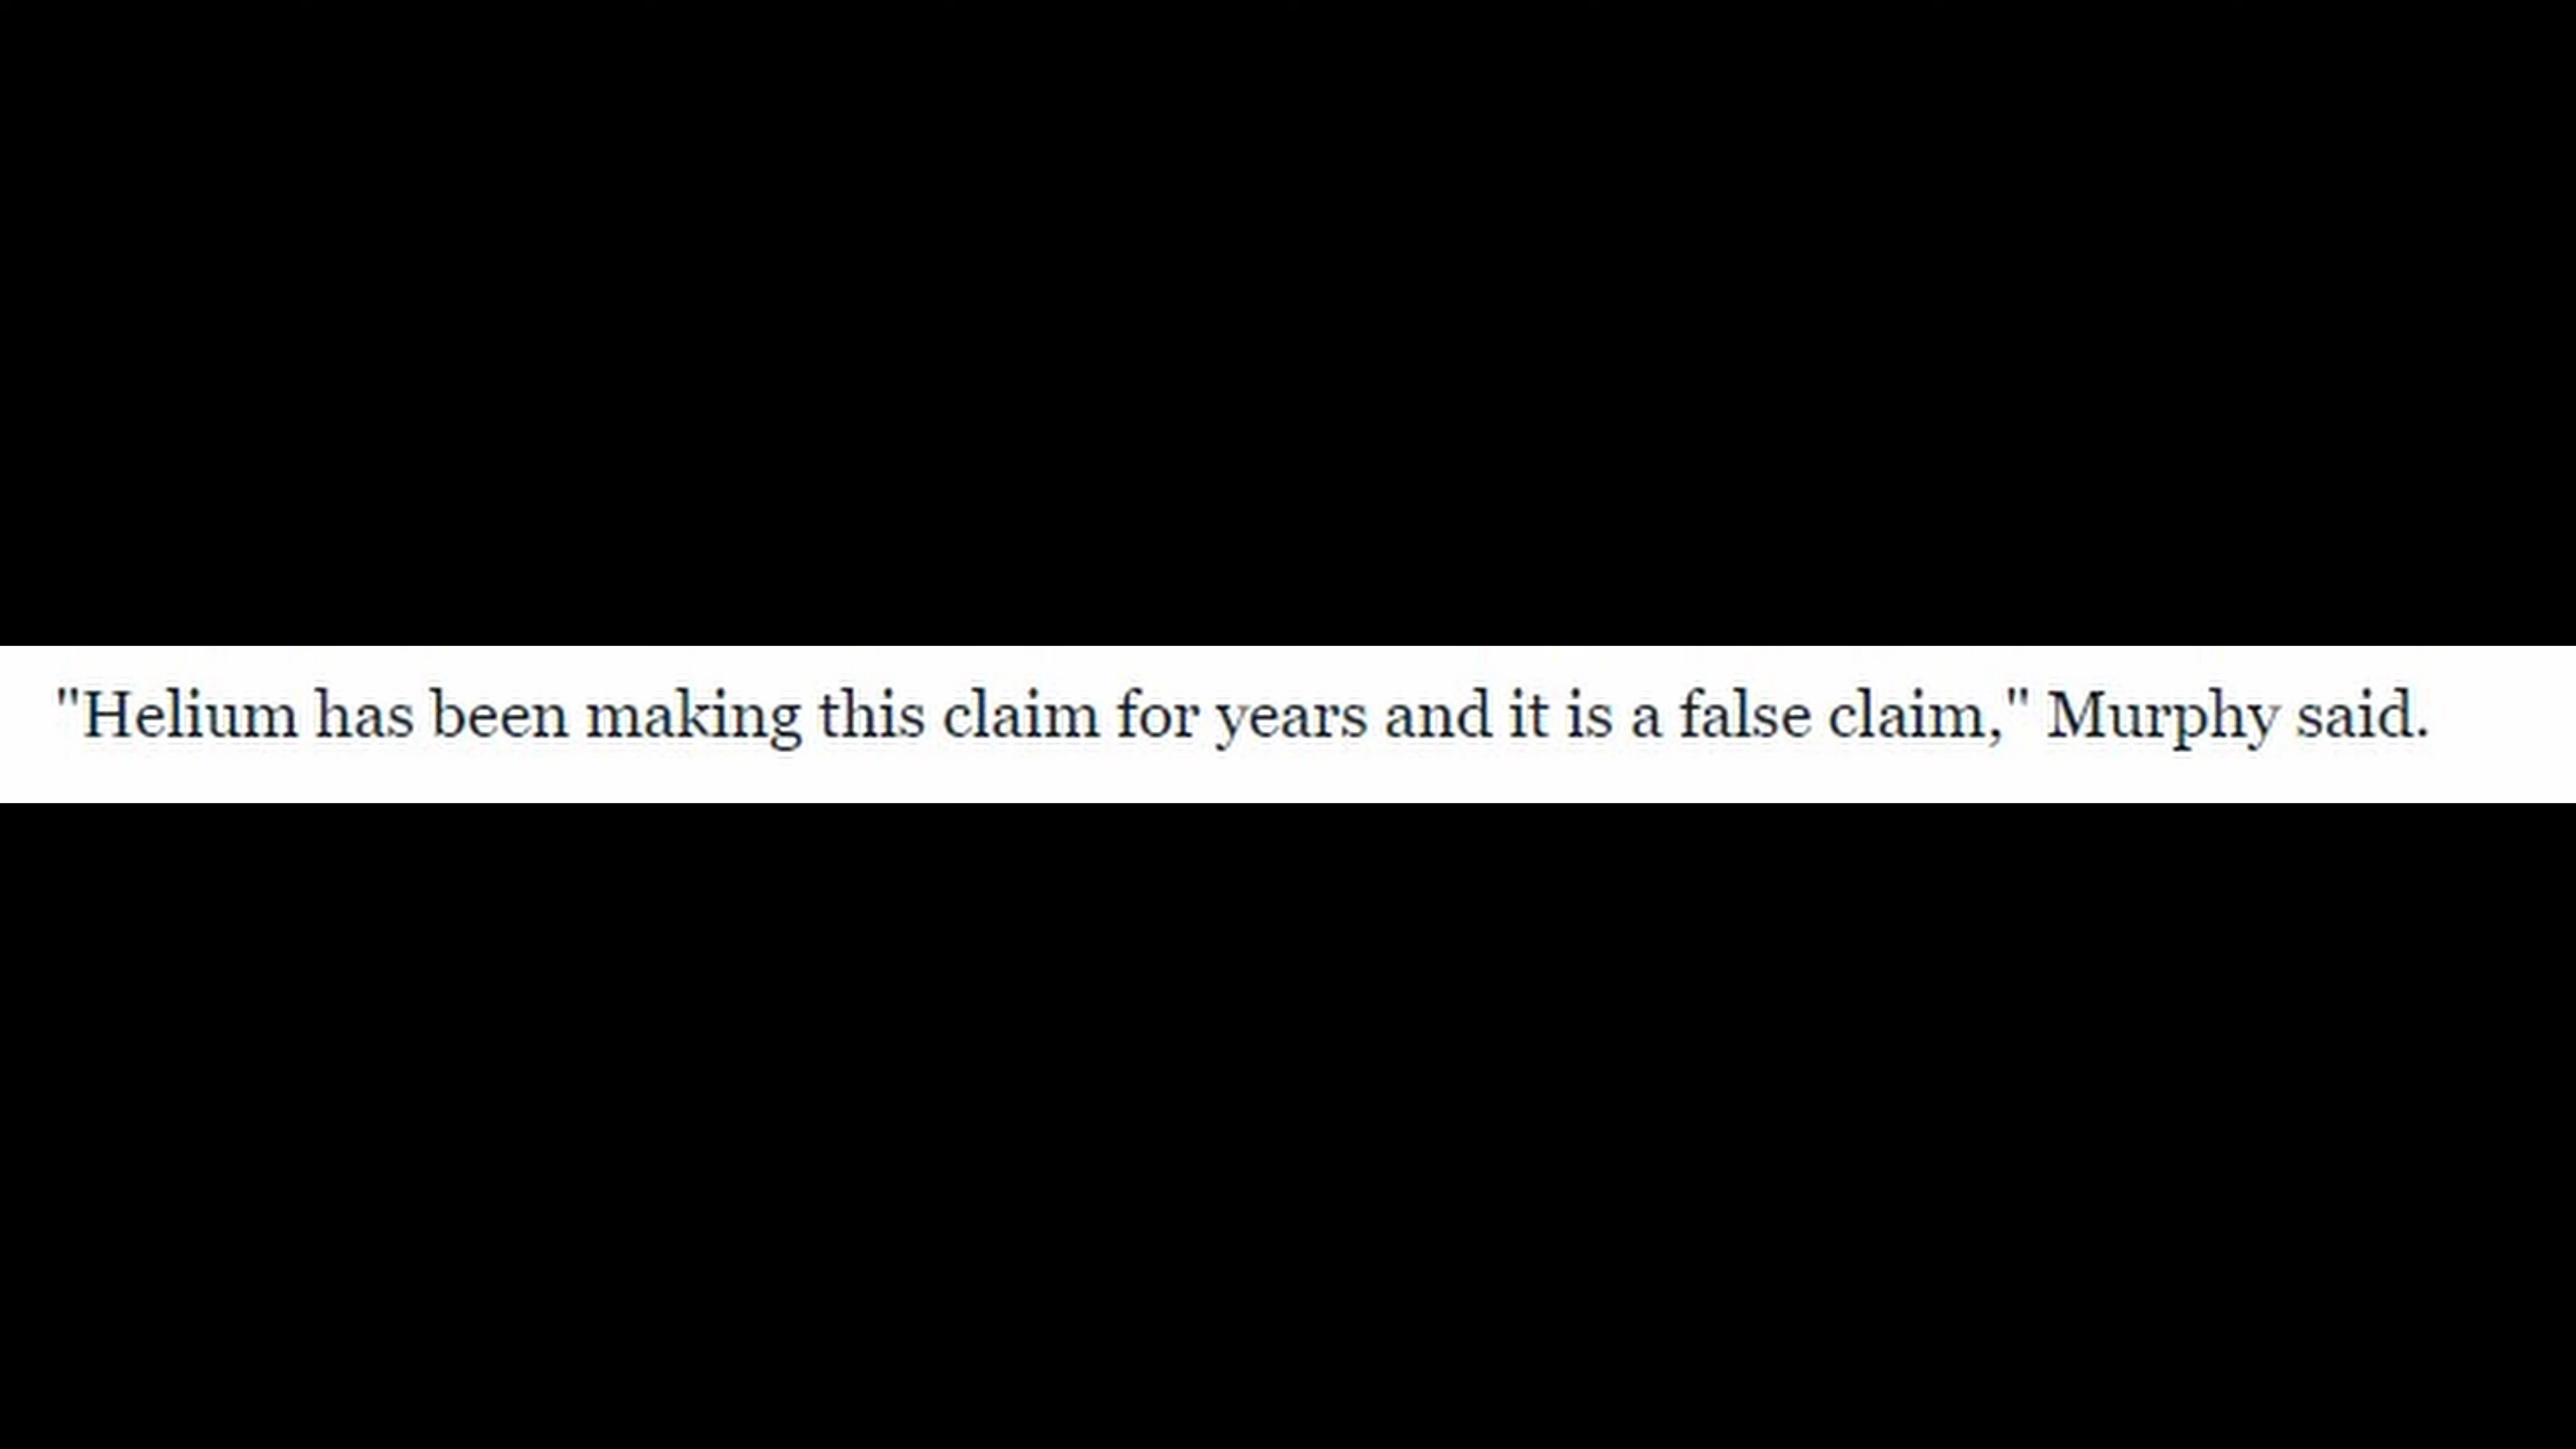 "Helium has been making this claim for years and it is a false claim," Murphy said.